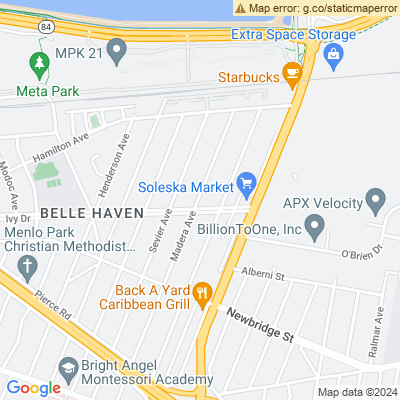 Map error: g.co/staticmaperror
84
MPK 21
Extra Space Storage
Starbucks
Meta Park
Hamilton Ave
Henderson Ave
Modoc Ave
Soleska Market
APX Velocity
Ivy Dr
BELLE HAVEN
Sevier Ave
Madera Ave
BillionToOne, Inc
Menlo Park
Christian Methodist...
O'Brien Dr
Alberni St
Back A Yard
Caribbean Grill
Pierce Rd
Newbridge St
Ralmar Ave
Bright Angel
Montessori Academy
Google
Map data ©2024